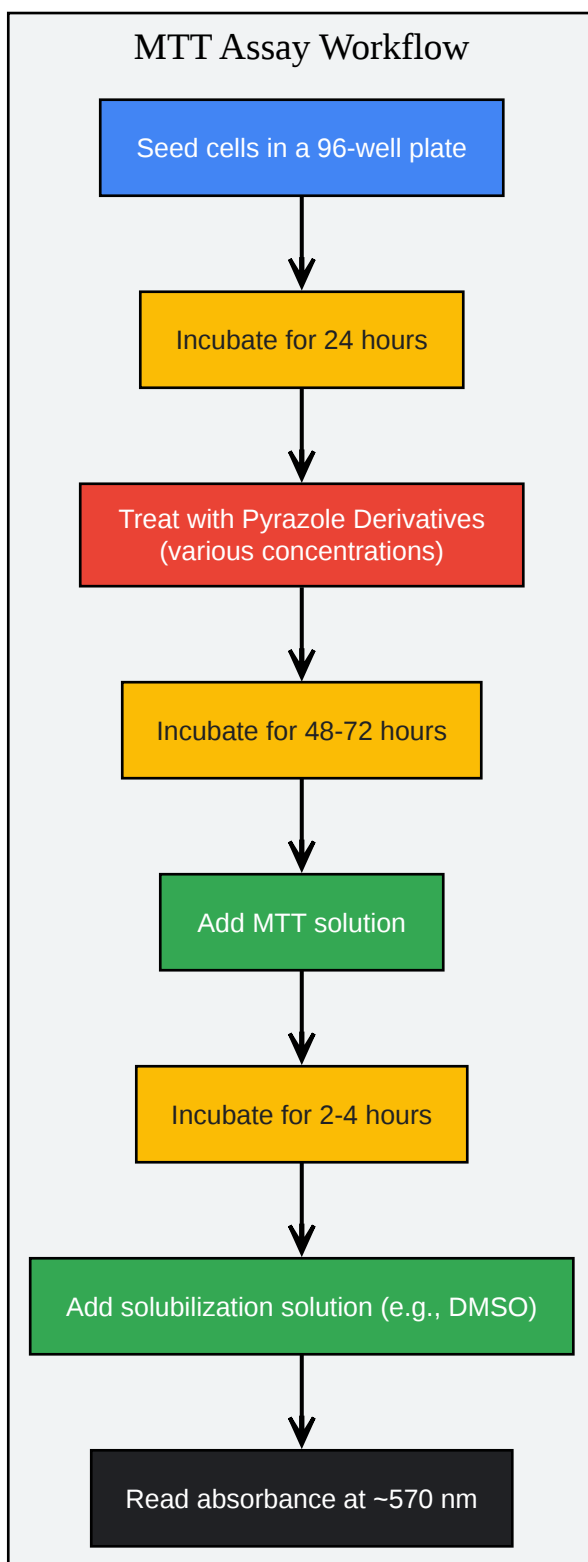 MTT Assay Workflow
Seed cells in a 96-well plate
Incubate for 24 hours
Treat with Pyrazole Derivatives
(various concentrations)
Incubate for 48-72 hours
Add MTT solution
Incubate for 2-4 hours
Add solubilization solution (e.g., DMSO)
Read absorbance at ~570 nm